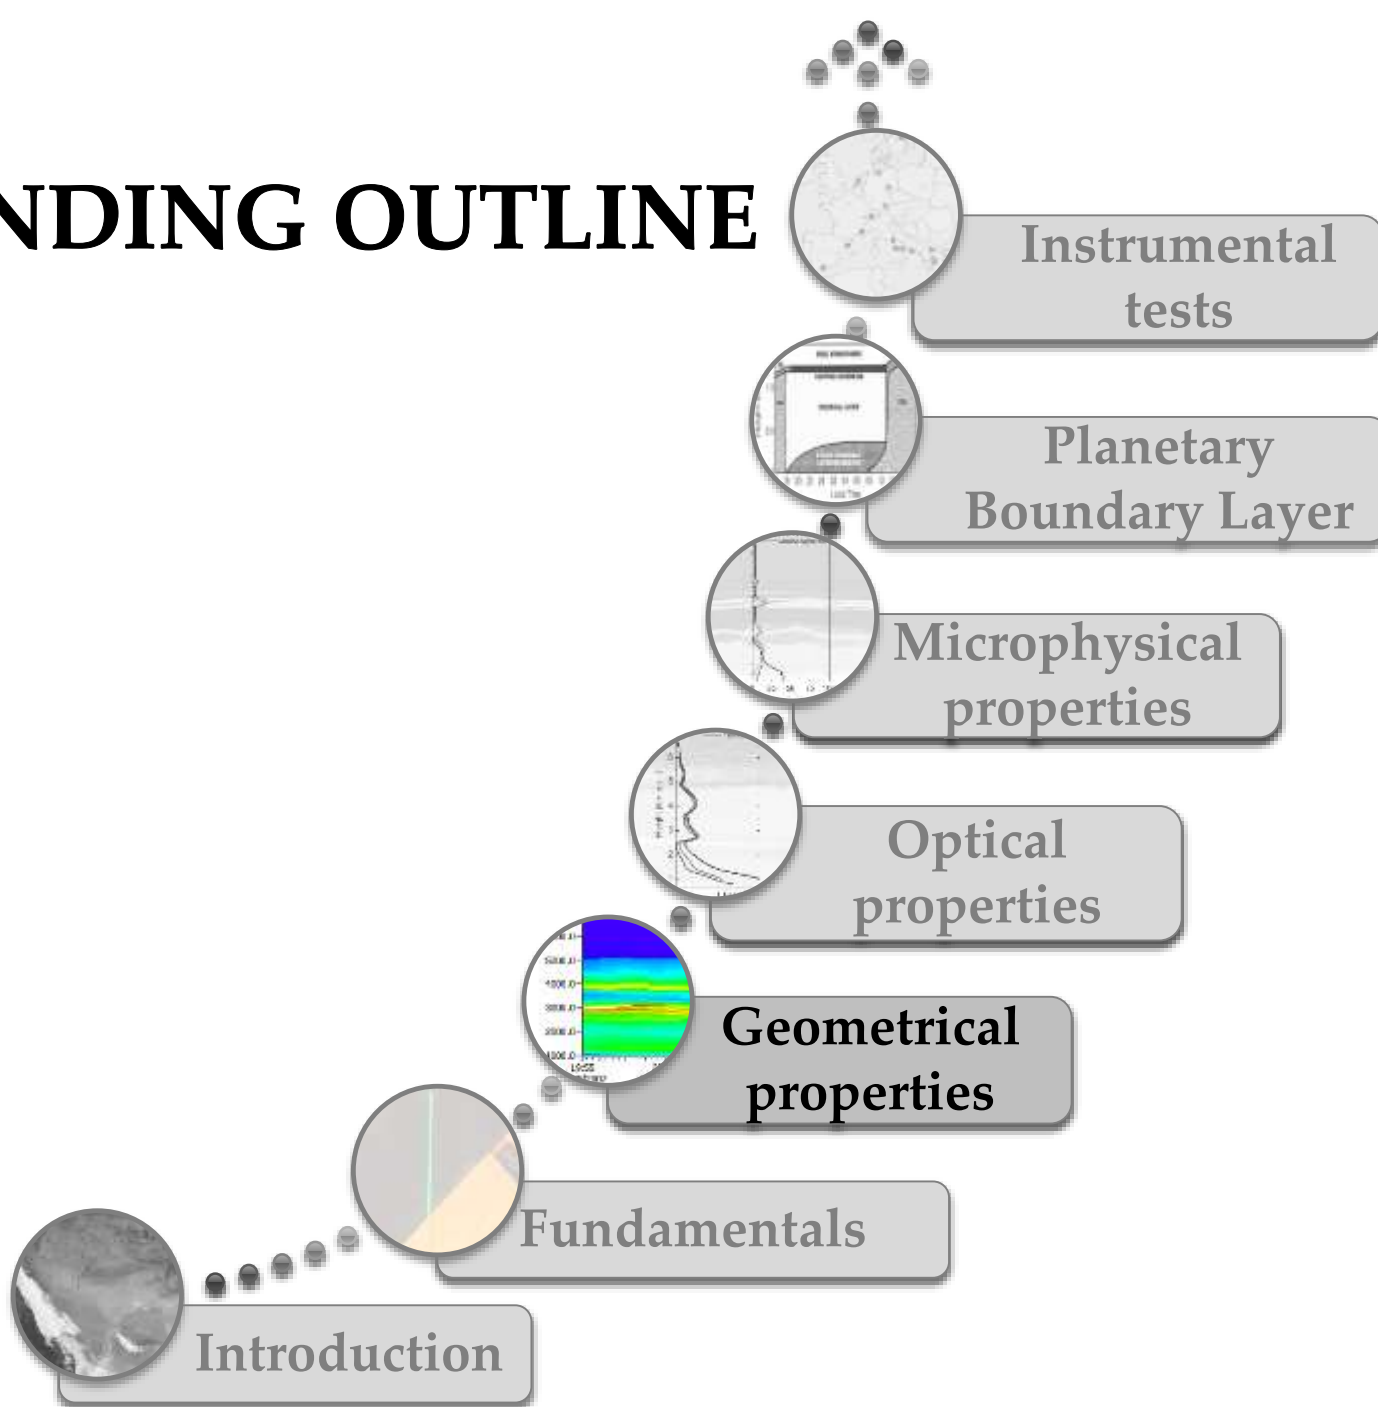 NDING OUTLINE
Instrumental
tests
Planetary
Boundary Layer
Microphysical
properties
Optical
properties
Geometrical
properties
Fundamentals
Introduction